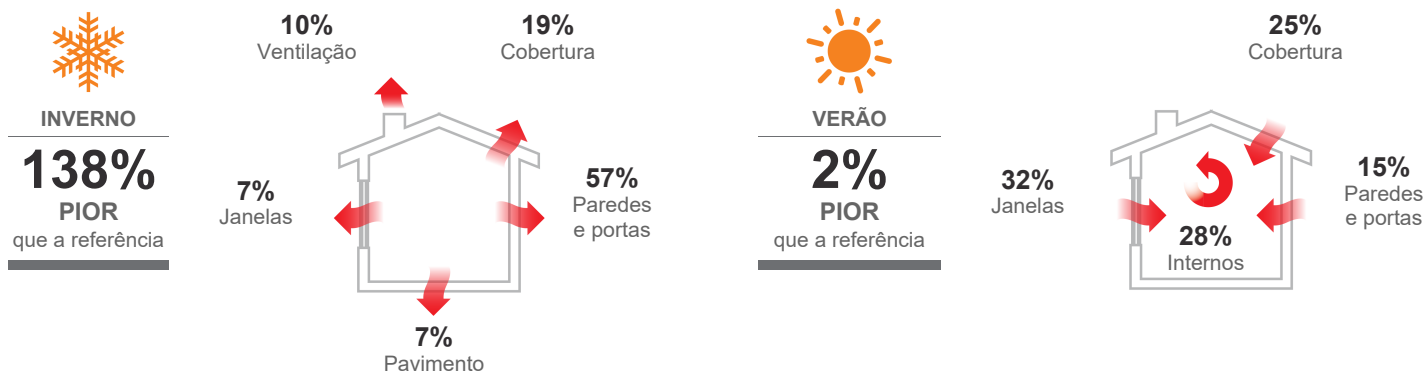 INVERNO
138%
PIOR
que a referência
10%
Ventilação
19%
Cobertura
7%
Janelas
57%
Paredes
e portas
7%
Pavimento
VERÃO
2%
PIOR
que a referência
25%
Cobertura
32%
Janelas
15%
Paredes
e portas
28%
Internos